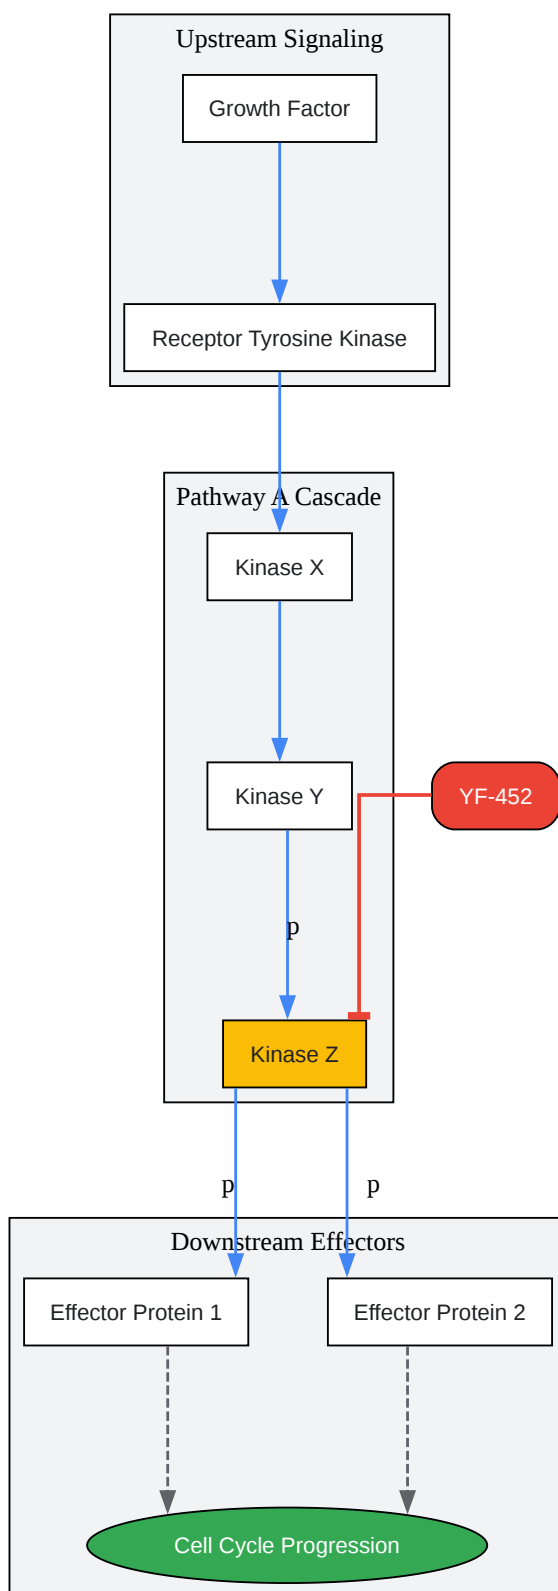 Upstream Signaling
Growth Factor
Receptor Tyrosine Kinase
Pathway A Cascade
Kinase X
Kinase Y
YF-452
p
Kinase Z
p
p
Downstream Effectors
Effector Protein 1
Effector Protein 2
Cell Cycle Progression